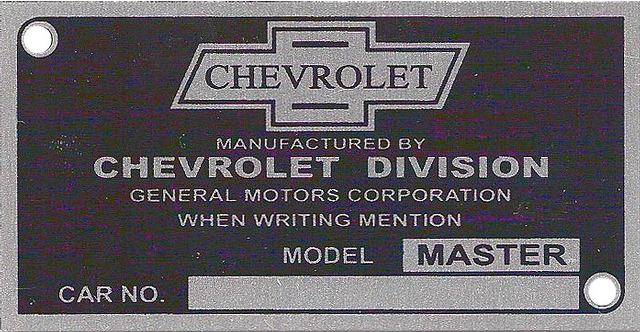 CHEVROLET
MANUFACTURED BY
CHEVROLET DIVISION
GENERAL MOTORS CORPORATION
WHEN WRITING MENTION
MODEL MASTER
CAR NO.